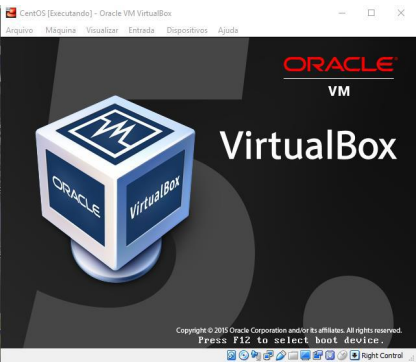 CentOS [Executando] - Oracle VM VirtualBox
Arquivo Máquina Visualizar Entrada Dispositivos Ajuda
ORACLE®
VM
VirtualBox
ORACLE
VirtualBox
5.
Copyright © 2015 Oracle Corporation and/or its affiliates. All rights reserved.
Press F12 to select boot device.
Right Control